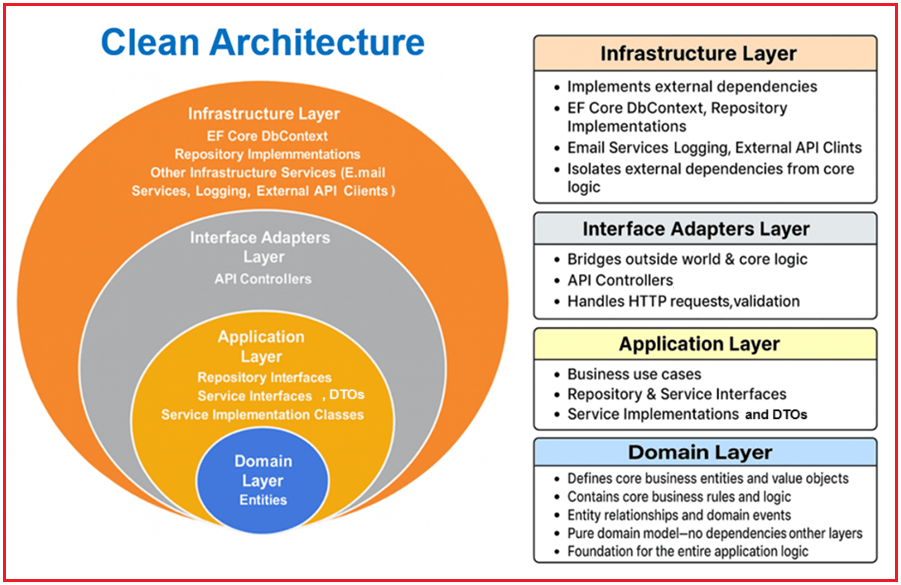 Clean Architecture
Infrastructure Layer
EF Core DbContext
Repository Implemmentations
Other Infrastructure Services (E.mail
Services, Logging, External API Ciients )
Interface Adapters
Layer
API Controllers
Application
Layer
Repository Interfaces
Service Interfaces , DTOs
Service Implementation Classes
Domain
Layer
Entities
Infrastructure Layer
• Implements external dependencies
• EF Core DbContext, Repository
Implementations
• Email Services Logging, External API Clints
• Isolates external dependencies from core
logic
Interface Adapters Layer
• Bridges outside world & core logic
• API Controllers
• Handles HTTP requests,validation
Application Layer
• Business use cases
• Repository & Service Interfaces
• Service Implementations and DTOs
Domain Layer
• Defines core business entities and value objects
• Contains core business rules and logic
• Entity relationships and domain events
• Pure domain model—no dependencies onther layers
• Foundation for the entire application logic